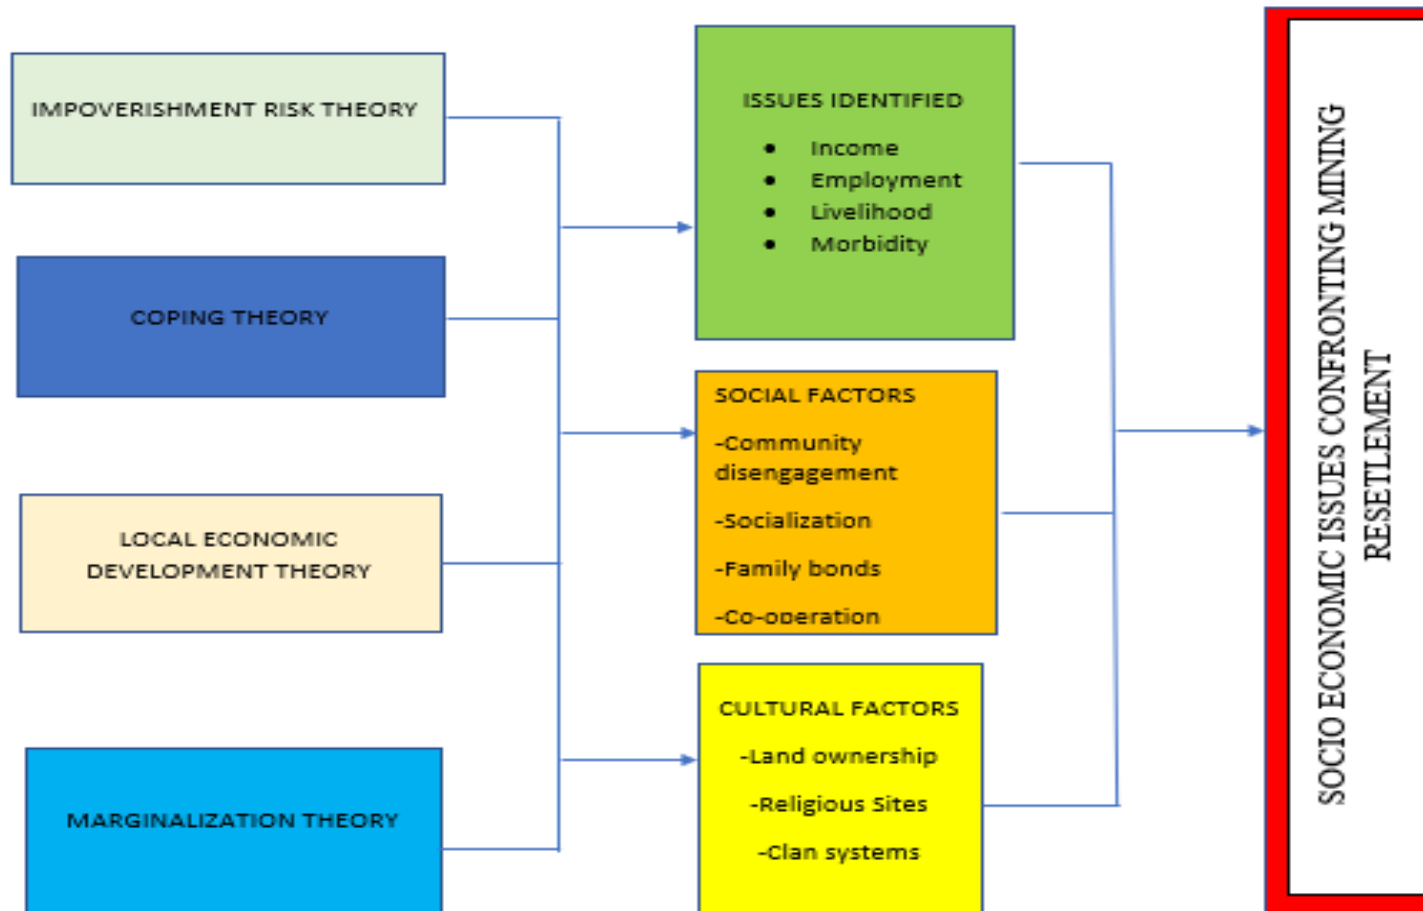 IMPOVERISHMENT RISK THEORY
COPING THEORY
LOCAL ECONOMIC
DEVELOPMENT THEORY
MARGINALIZATION THEORY
ISSUES IDENTIFIED
• Income
• Employment
• Livelihood
• Morbidity
SOCIAL FACTORS
-Community
disengagement
-Socialization
-Family bonds
-Co-operation
CULTURAL FACTORS
-Land ownership
-Religious Sites
-Clan systems
SOCIO ECONOMIC ISSUES CONFRONTING MINING
RESETLEMENT